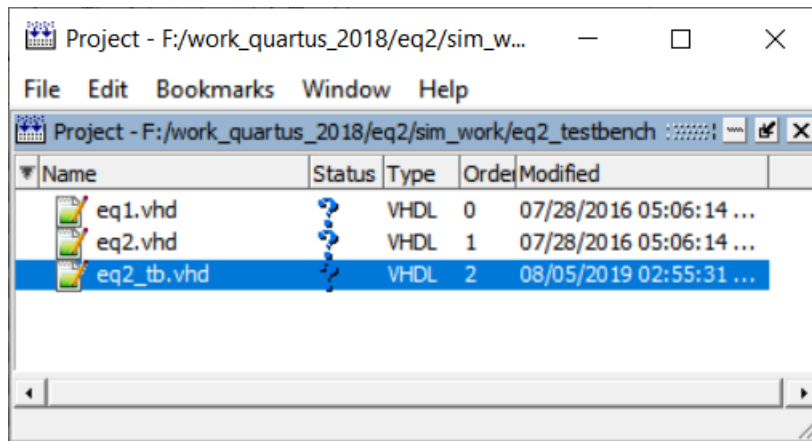 Project - F:/work_quartus_2018/eq2/sim_w...
File Edit Bookmarks Window Help
Project - F:/work_quartus_2018/eq2/sim_work/eq2_testbench
Name Status Type Order Modified
eq1.vhd VHDL 0 07/28/2016 05:06:14 ...
eq2.vhd VHDL 1 07/28/2016 05:06:14 ...
eq2_tb.vhd VHDL 2 08/05/2019 02:55:31 ...